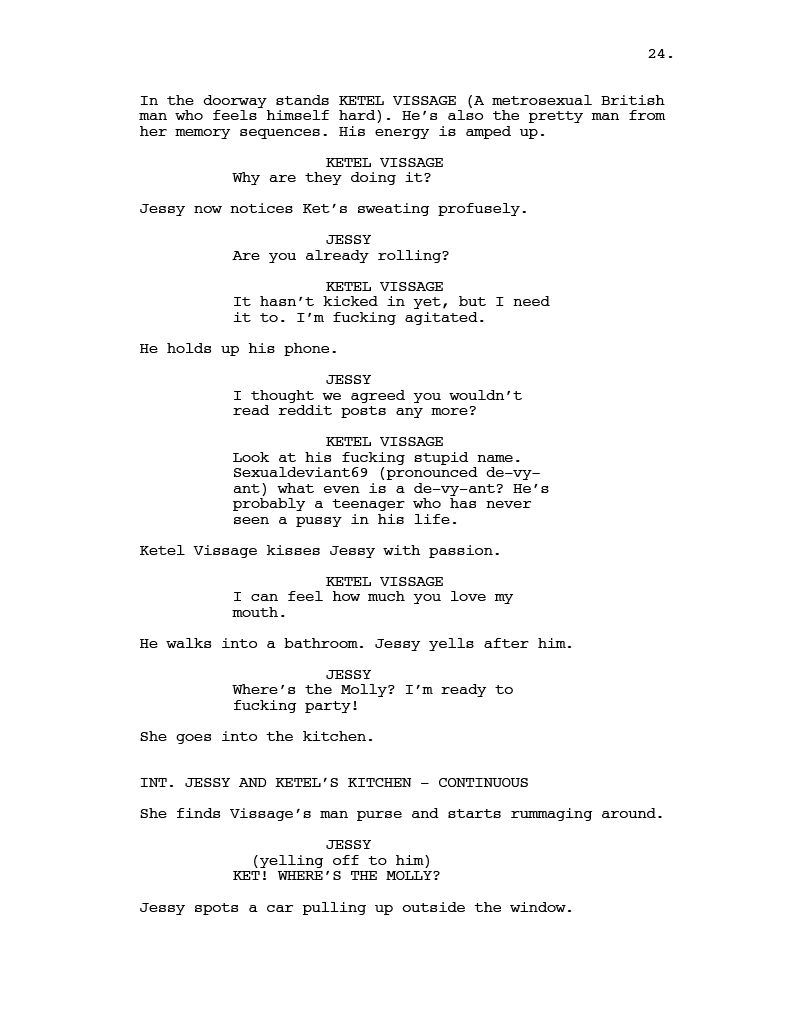 24.
In the doorway stands KETEL VISSAGE (A metrosexual British
man who feels himself hard). He's also the pretty man from
her memory sequences. His energy is amped up.
KETEL VISSAGE
Why are they doing it?
Jessy now notices Ket's sweating profusely.
JESSY
Are you already rolling?
KETEL VISSAGE
It hasn't kicked in yet, but I need
it to. I'm fucking agitated.
He holds up his phone.
JESSY
I thought we agreed you wouldn't
read reddit posts any more?
KETEL VISSAGE
Look at his fucking stupid name.
Sexualdeviant69 (pronounced de-vy-
ant) what even is a de-vy-ant? He's
probably a teenager who has never
seen a pussy in his life.
Ketel Vissage kisses Jessy with passion.
KETEL VISSAGE
I can feel how much you love my
mouth.
He walks into a bathroom. Jessy yells after him.
JESSY
Where's the Molly? I'm ready to
fucking party!
She goes into the kitchen.
INT. JESSY AND KETEL'S KITCHEN - CONTINUOUS
She finds Vissage's man purse and starts rummaging around.
JESSY
(yelling off to him)
KET! WHERE'S THE MOLLY?
Jessy spots a car pulling up outside the window.